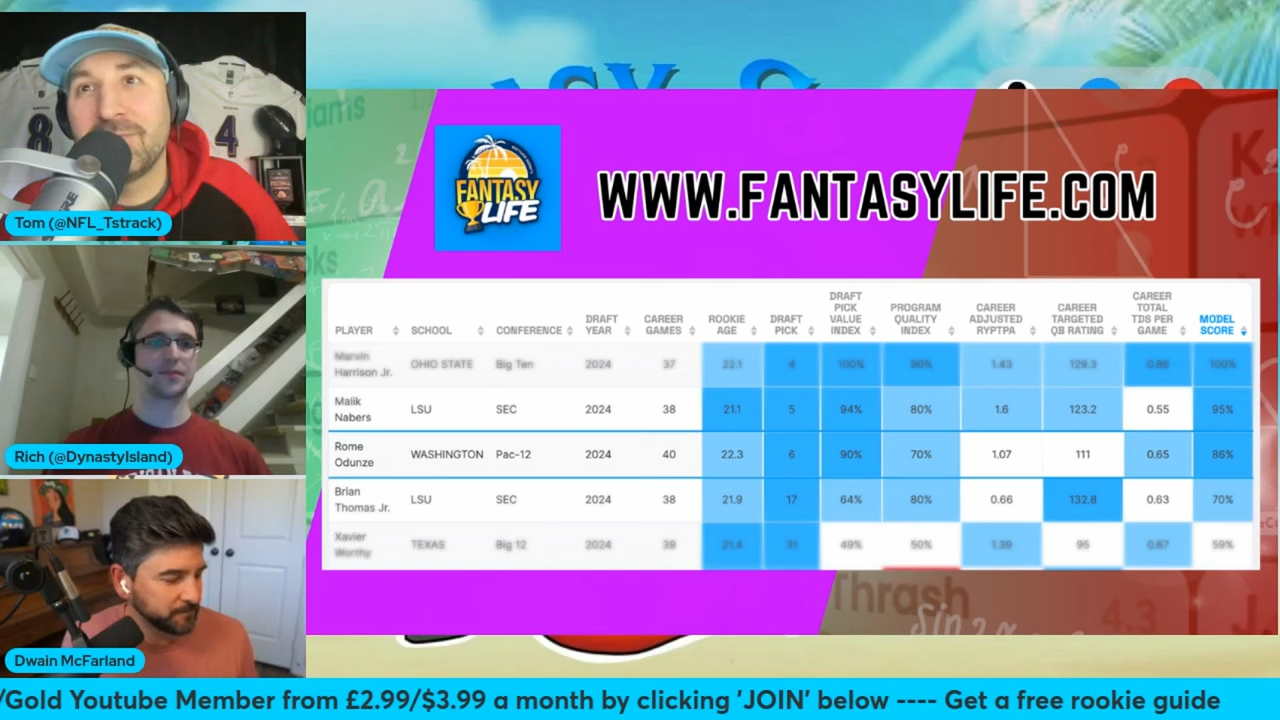 8
4
Tom (@NFL_Tstrack)
Rich (@DynastyIsland)
Dwain McFarland
FANTASY
LIFE
WWW.FANTASYLIFE.COM
PLAYER SCHOOL CONFERENCE DRAFT YEAR CAREER GAMES ROOKIE AGE DRAFT PICK DRAFT PICK VALUE INDEX PROGRAM QUALITY INDEX CAREER ADJUSTED RYPTPA CAREER TARGETED QB RATING CAREER TOTAL TDS PER GAME MODEL SCORE
Marvin Harrison Jr. OHIO STATE Big Ten 2024 37 22.1 4 100% 90% 1.43 129.3 0.86 100%
Malik Nabers LSU SEC 2024 38 21.1 5 94% 80% 1.6 123.2 0.55 95%
Rome Odunze WASHINGTON Pac-12 2024 40 22.3 6 90% 70% 1.07 111 0.65 86%
Brian Thomas Jr. LSU SEC 2024 38 21.9 17 64% 80% 0.66 132.8 0.63 70%
Xavier Worthy TEXAS Big 12 2024 39 21.4 31 49% 50% 1.39 95 0.67 59%
Thrash
4.3
/Gold Youtube Member from £2.99/$3.99 a month by clicking 'JOIN' below ---- Get a free rookie guide